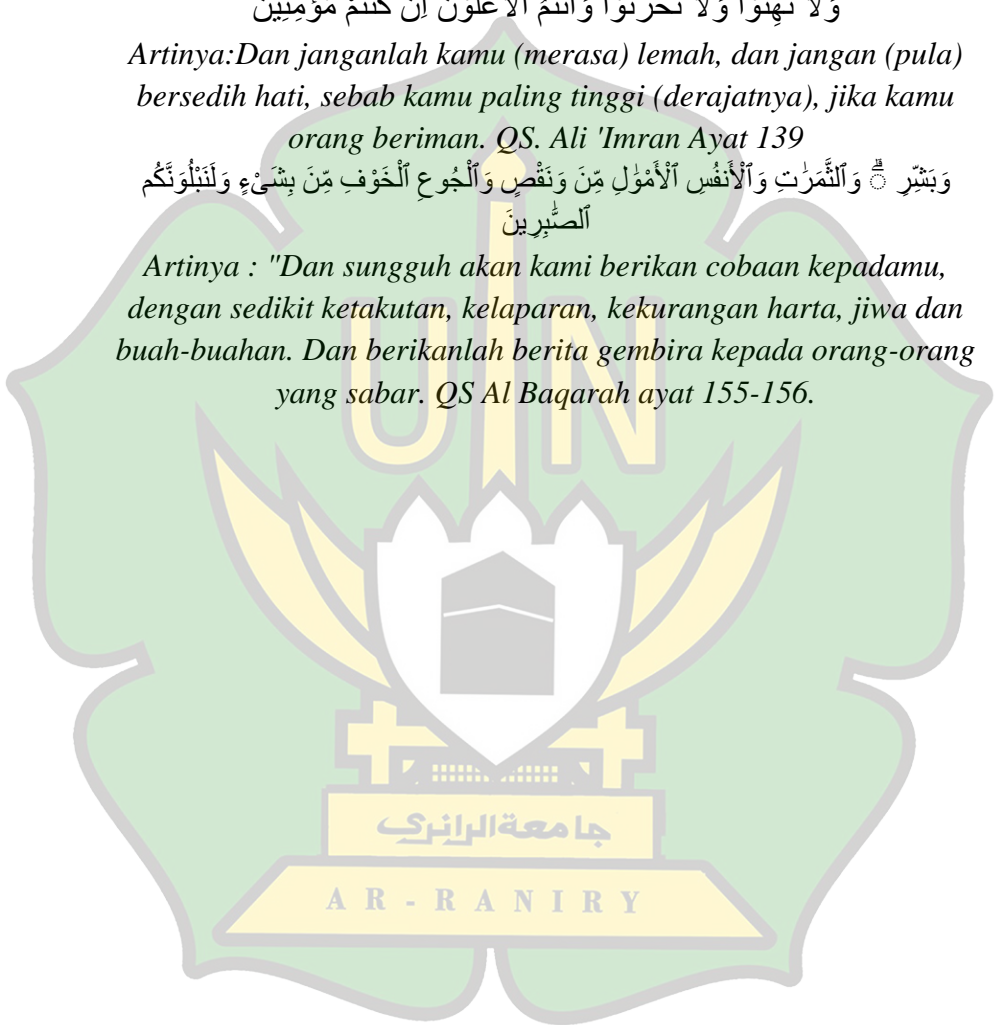 وَلَا تَهِنُوْا وَلَا تَحْزَنُوْا وَاَنْتُمُ الْاَعْلَوْنَ اِنْ كُنْتُمْ مُّؤْمِنِيْنَ
Artinya:Dan janganlah kamu (merasa) lemah, dan jangan (pula)
bersedih hati, sebab kamu paling tinggi (derajatnya), jika kamu
orang beriman. QS. Ali 'Imran Ayat 139
وَبَشِّرِ ۗ وَٱلثَّمَرَٰتِ وَٱلْأَنفُسِ ٱلْأَمْوَٰلِ مِّنَ وَنَقْصٍ وَٱلْجُوعِ ٱلْخَوْفِ مِّنَ بِشَىْءٍ وَلَنَبْلُوَنَّكُم
ٱلصَّٰبِرِينَ
Artinya : "Dan sungguh akan kami berikan cobaan kepadamu,
dengan sedikit ketakutan, kelaparan, kekurangan harta, jiwa dan
buah-buahan. Dan berikanlah berita gembira kepada orang-orang
yang sabar. QS Al Baqarah ayat 155-156.
UIN
جامعةالرانري
AR-RANIRY